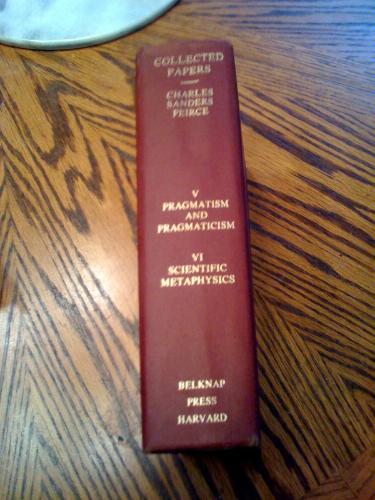 COLLECTED
PAPERS
CHARLES
SANDERS
PEIRCE
V
PRAGMATISM
AND
PRAGMATICISM
VI
SCIENTIFIC
METAPHYSICS
BELKNAP
PRESS
HARVARD